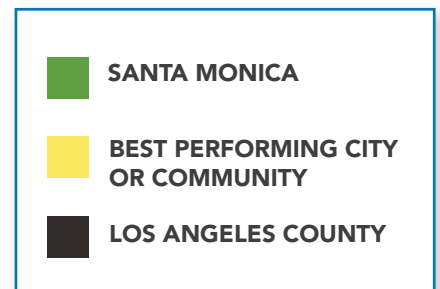 SANTA MONICA
BEST PERFORMING CITY
OR COMMUNITY
LOS ANGELES COUNTY